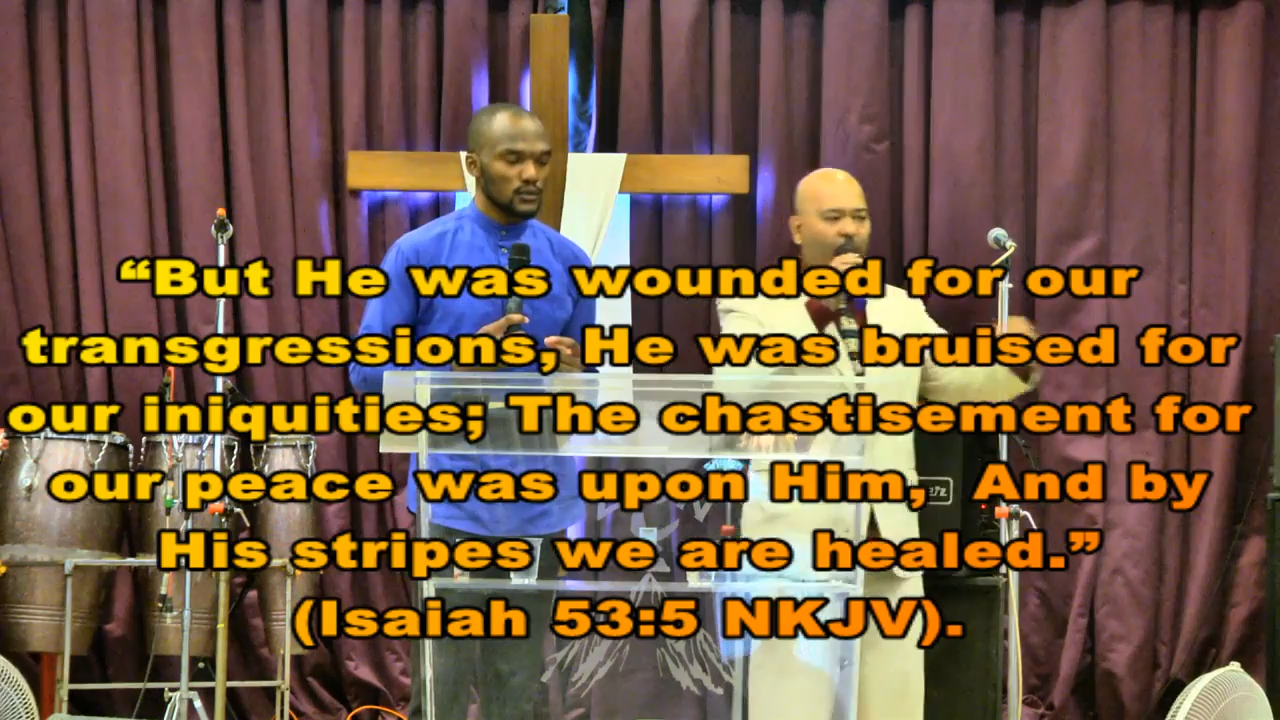 “But He was wounded for our
transgressions, He was bruised for
our iniquities; The chastisement for
our peace was upon Him, And by
His stripes we are healed.”
(Isaiah 53:5 NKJV).